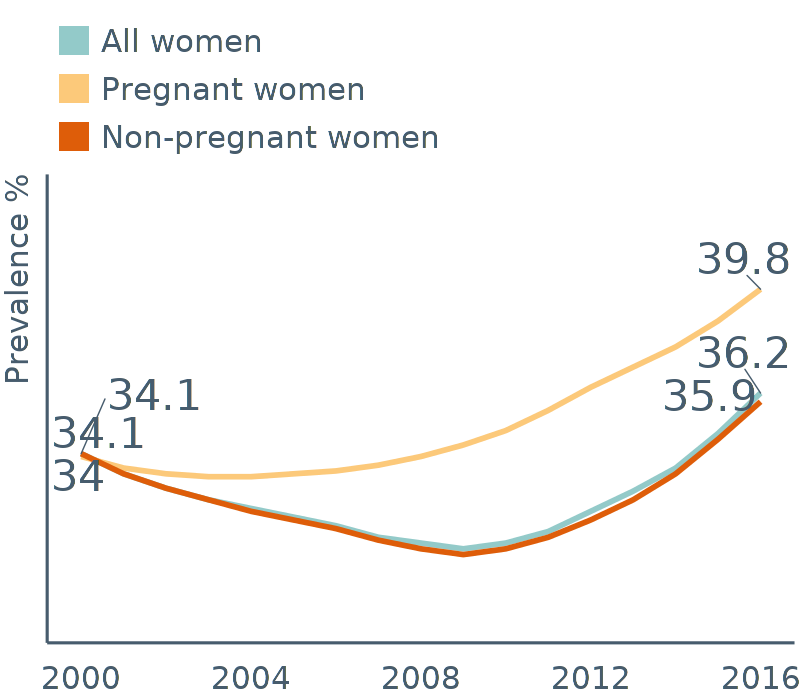 All women
Pregnant women
Non-pregnant women
Prevalence %
39.8
36.2
35.9
34.1
34.1
34
2000 2004 2008 2012 2016